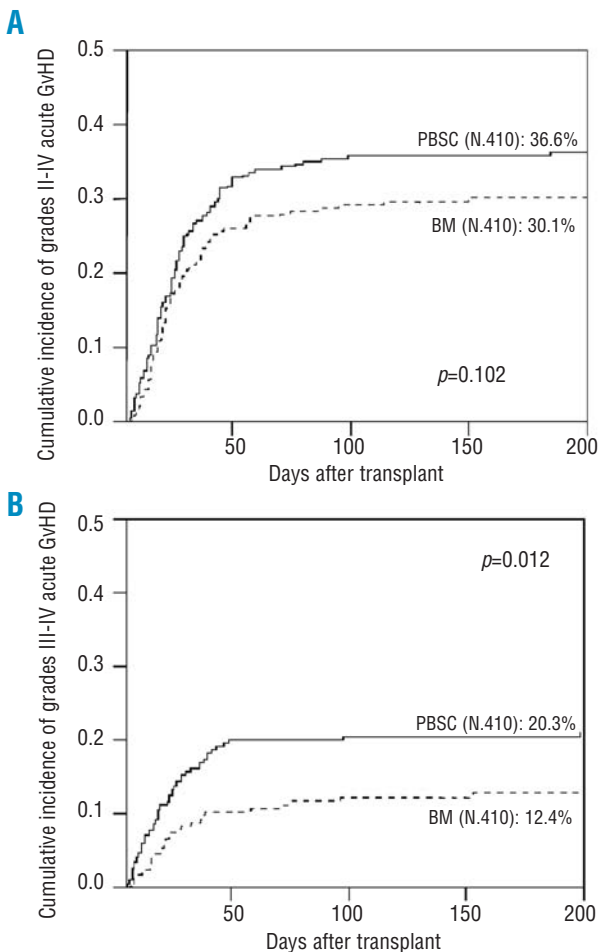 A
Cumulative incidence of grades II-IV acute GvHD
0.5
0.4
0.3
0.2
0.1
0.0
PBSC (N.410): 36.6%
BM (N.410): 30.1%
p=0.102
50
100
150
200
Days after transplant
B
Cumulative incidence of grades III-IV acute GvHD
0.5
0.4
0.3
0.2
0.1
0.0
p=0.012
PBSC (N.410): 20.3%
BM (N.410): 12.4%
50
100
150
200
Days after transplant